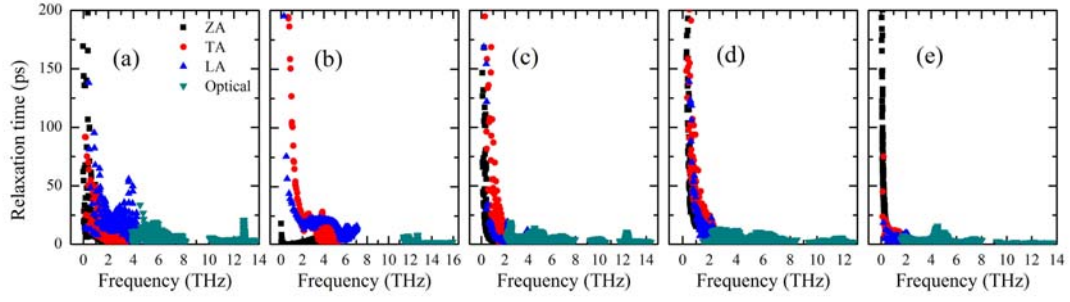 200
150
100
50
0
Relaxation time (ps)
(a)
ZA
TA
LA
Optical
0 2 4 6 8 10 12 14
Frequency (THz)
(b)
0 2 4 6 8 10 12 14 16
Frequency (THz)
(c)
0 2 4 6 8 10 12 14
Frequency (THz)
(d)
0 2 4 6 8 10 12
Frequency (THz)
(e)
0 2 4 6 8 10 12 14
Frequency (THz)